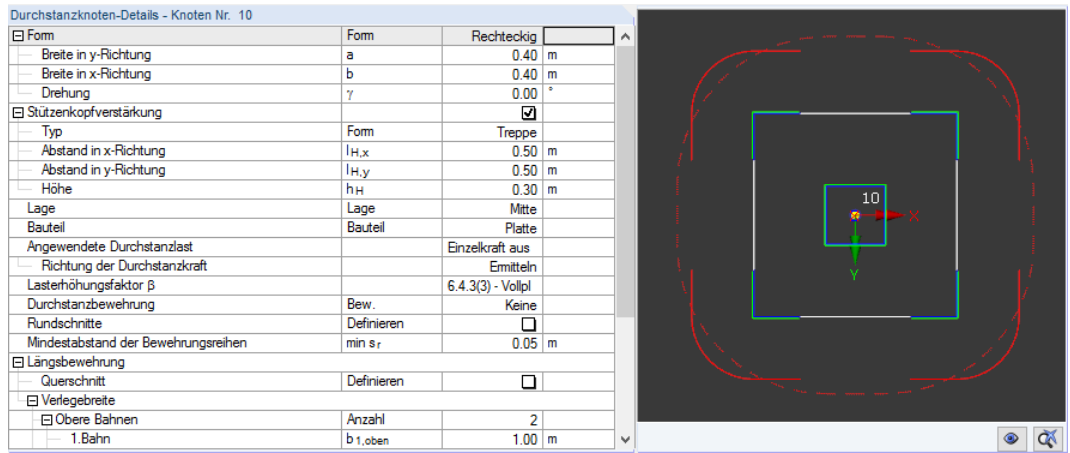 Durchstanzknoten-Details - Knoten Nr. 10
Form Form Rechteckig
Breite in y-Richtung a 0.40 m
Breite in x-Richtung b 0.40 m
Drehung γ 0.00 °
Stützenkopfverstärkung
Typ Form Treppe
Abstand in x-Richtung lH,x 0.50 m
Abstand in y-Richtung lH,y 0.50 m
Höhe hH 0.30 m
Lage Lage Mitte
Bauteil Bauteil Platte
Angewendete Durchstanzlast Einzelkraft aus
Richtung der Durchstanzkraft Ermitteln
Lasterhöhungsfaktor β 6.4.3(3) - Vollpl
Durchstanzbewehrung Bew. Keine
Rundschnitte Definieren
Mindestabstand der Bewehrungsreihen min sr 0.05 m
Längsbewehrung
Querschnitt Definieren
Verlegebreite
Obere Bahnen Anzahl 2
1.Bahn b1,oben 1.00 m
10
X
Y